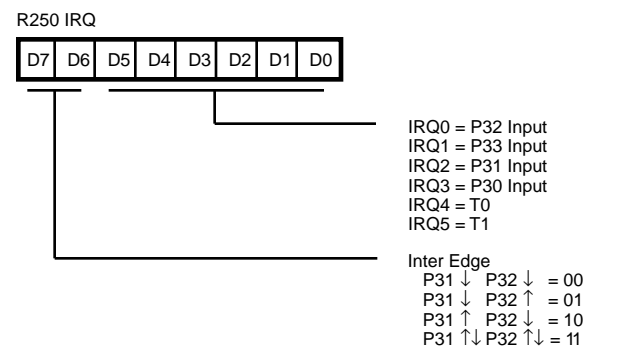 R250 IRQ
D7 D6 D5 D4 D3 D2 D1 D0
IRQ0 = P32 Input
IRQ1 = P33 Input
IRQ2 = P31 Input
IRQ3 = P30 Input
IRQ4 = T0
IRQ5 = T1
Inter Edge
P31 ↓ P32 ↓ = 00
P31 ↓ P32 ↑ = 01
P31 ↑ P32 ↓ = 10
P31 ↑↓ P32 ↑↓ = 11